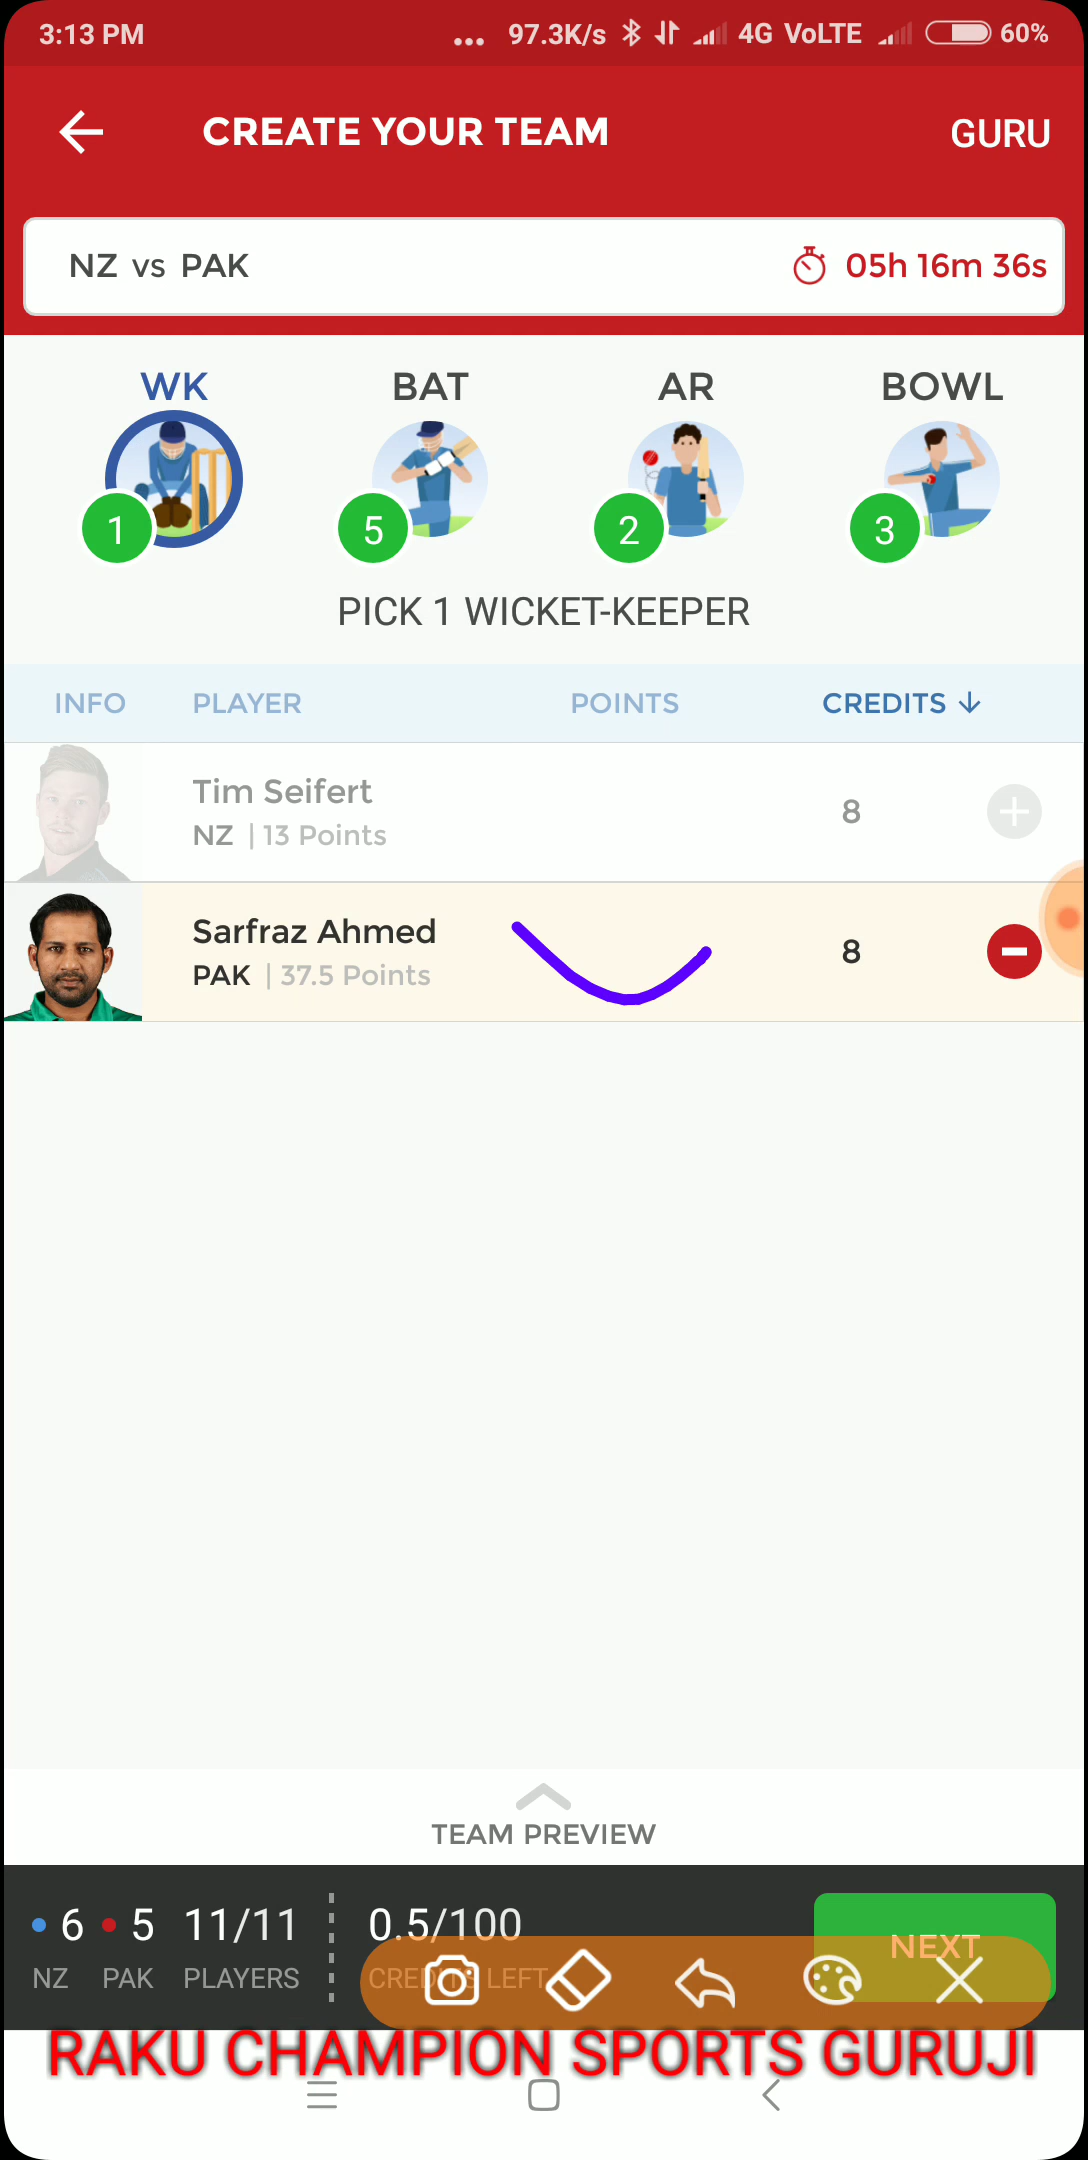 3:13 PM ... 97.3K/s 4G VoLTE 60%
CREATE YOUR TEAM GURU
NZ vs PAK 05h 16m 36s
WK BAT AR BOWL
1 5 2 3
PICK 1 WICKET-KEEPER
INFO PLAYER POINTS CREDITS
Tim Seifert
NZ | 13 Points 8
Sarfraz Ahmed
PAK | 37.5 Points 8
TEAM PREVIEW
6 5 11/11 0.5/100 NEXT
NZ PAK PLAYERS CREDITS LEFT
RAKU CHAMPION SPORTS GURUJI